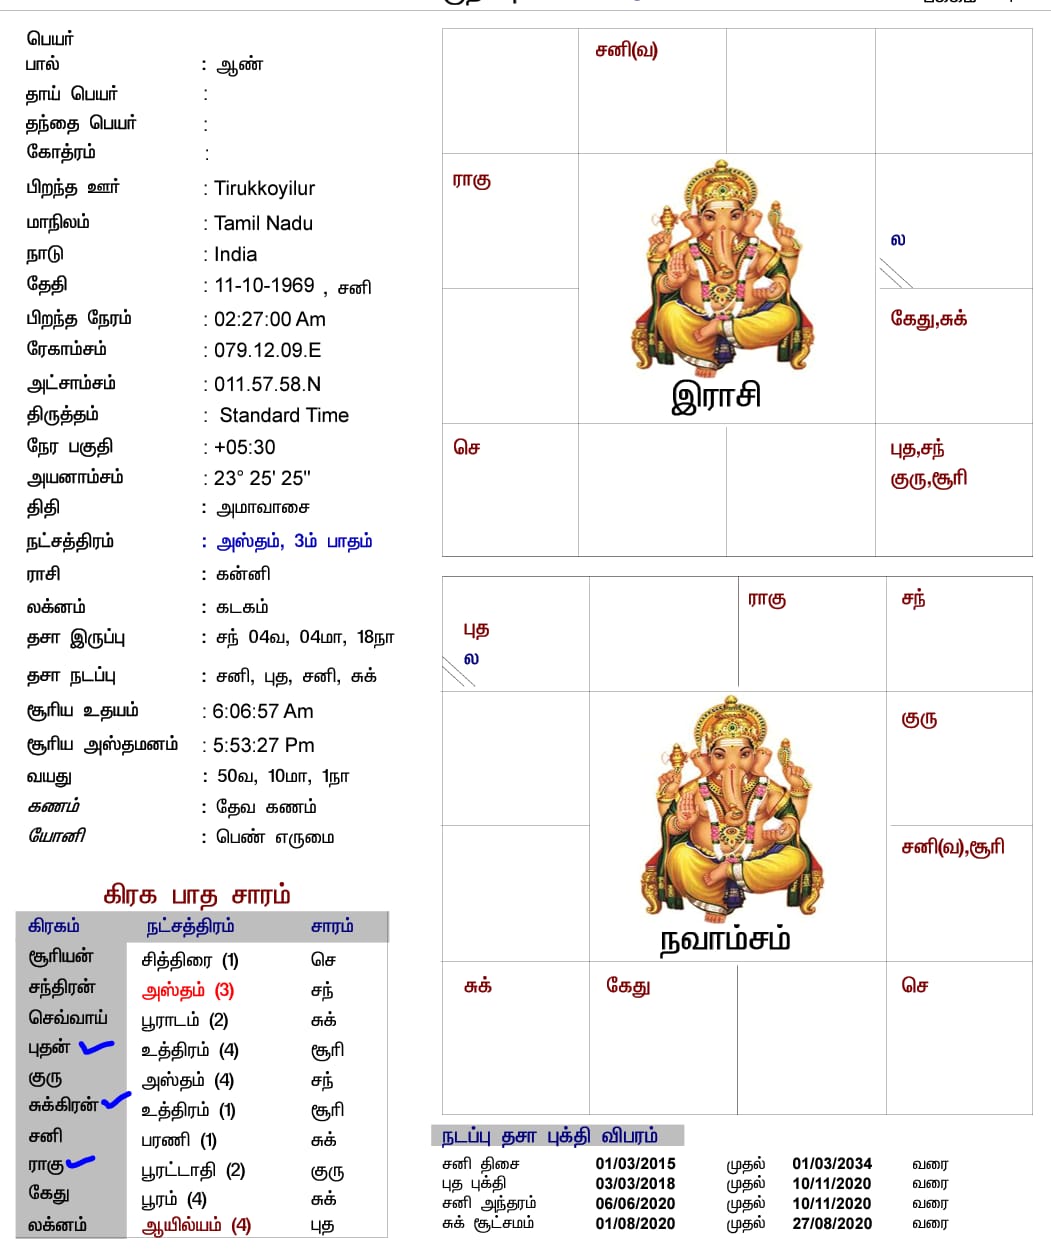 பெயர்
பால் : ஆண்
தாய் பெயர் :
தந்தை பெயர் :
கோத்ரம் :
பிறந்த ஊர் : Tirukkoyilur
மாநிலம் : Tamil Nadu
நாடு : India
தேதி : 11-10-1969 , சனி
பிறந்த நேரம் : 02:27:00 Am
ரேகாம்சம் : 079.12.09.E
அட்சாம்சம் : 011.57.58.N
திருத்தம் : Standard Time
நேர பகுதி : +05:30
அயனாம்சம் : 23° 25' 25"
திதி : அமாவாசை
நட்சத்திரம் : அஸ்தம், 3ம் பாதம்
ராசி : கன்னி
லக்னம் : கடகம்
தசா இருப்பு : சந் 04வ, 04மா, 18நா
தசா நடப்பு : சனி, புத, சனி, சுக்
சூரிய உதயம் : 6:06:57 Am
சூரிய அஸ்தமனம் : 5:53:27 Pm
வயது : 50வ, 10மா, 1நா
கணம் : தேவ கணம்
யோனி : பெண் எருமை
கிரக பாத சாரம்
கிரகம் நட்சத்திரம் சாரம்
சூரியன் சித்திரை (1) செ
சந்திரன் அஸ்தம் (3) சந்
செவ்வாய் பூராடம் (2) சுக்
புதன் உத்திரம் (4) சூரி
குரு அஸ்தம் (4) சந்
சுக்கிரன் உத்திரம் (1) சூரி
சனி பரணி (1) சுக்
ராகு பூரட்டாதி (2) குரு
கேது பூரம் (4) சுக்
லக்னம் ஆயில்யம் (4) புத
சனி(வ)
ராகு
ல
கேது,சுக்
இராசி
செ
புத,சந்
குரு,சூரி
ராகு
சந்
புத
ல
குரு
சனி(வ),சூரி
நவாம்சம்
சுக்
கேது
செ
நடப்பு தசா புக்தி விபரம்
சனி திசை 01/03/2015 முதல் 01/03/2034 வரை
புத புக்தி 03/03/2018 முதல் 10/11/2020 வரை
சனி அந்தரம் 06/06/2020 முதல் 10/11/2020 வரை
சுக் சூட்சமம் 01/08/2020 முதல் 27/08/2020 வரை